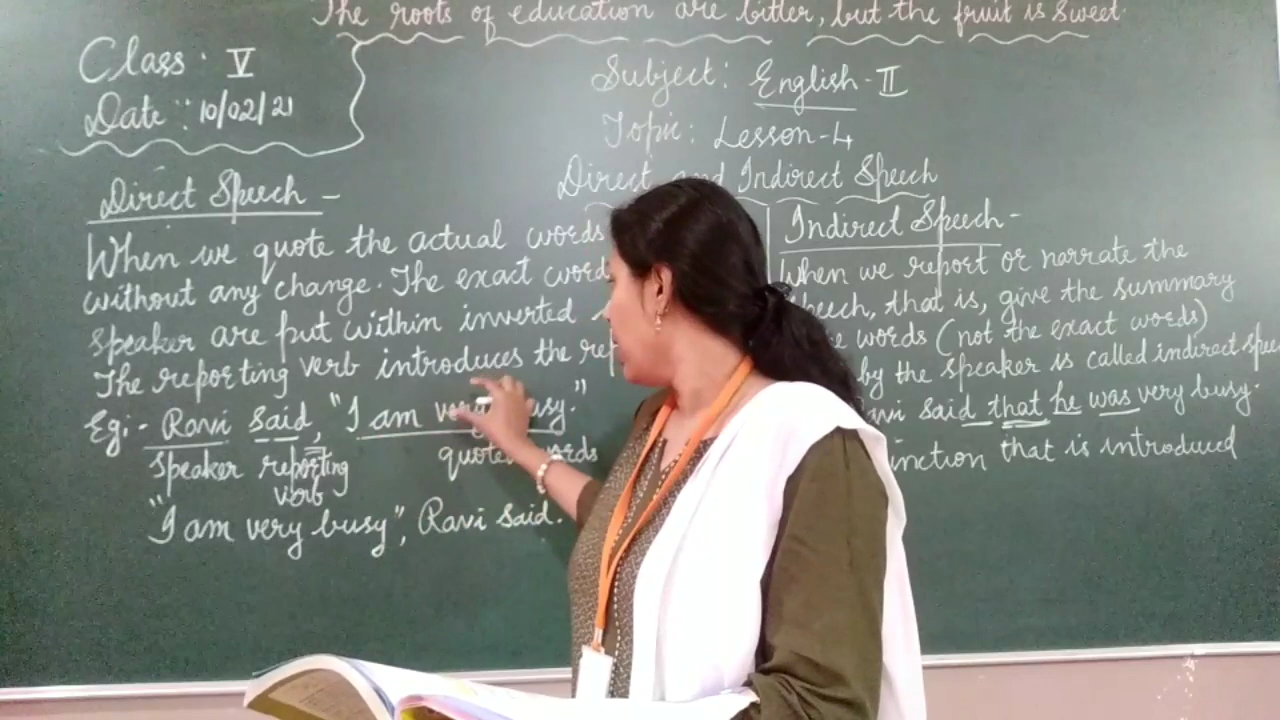 The roots of education are bitter, but the fruit is sweet.
Class: V
Date: 10/02/21
Subject: English-II
Topic: Lesson-4
Direct and Indirect Speech
Direct Speech -
When we quote the actual words
without any change. The exact
speaker are put within inverted
The reporting verb introduces the
Eg:- Ravi said, "I am very busy."
speaker reporting quoted words
verb
"I am very busy", Ravi said.
Indirect Speech -
When we report or narrate the
speech, that is, give the summary
words (not the exact words)
by the speaker is called indirect
said that he was very busy.
that is introduced